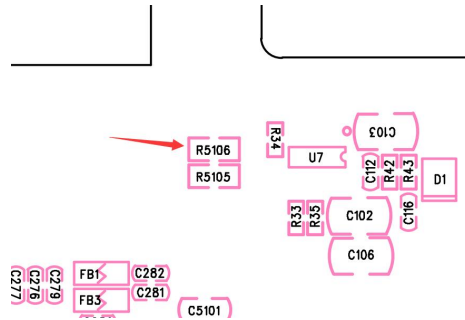 R34
C103
R5106
U7
C112
R42
R43
R5105
D1
R33
R35
C102
C116
C106
C277
C276
C279
FB1
C282
FB3
C281
C5101